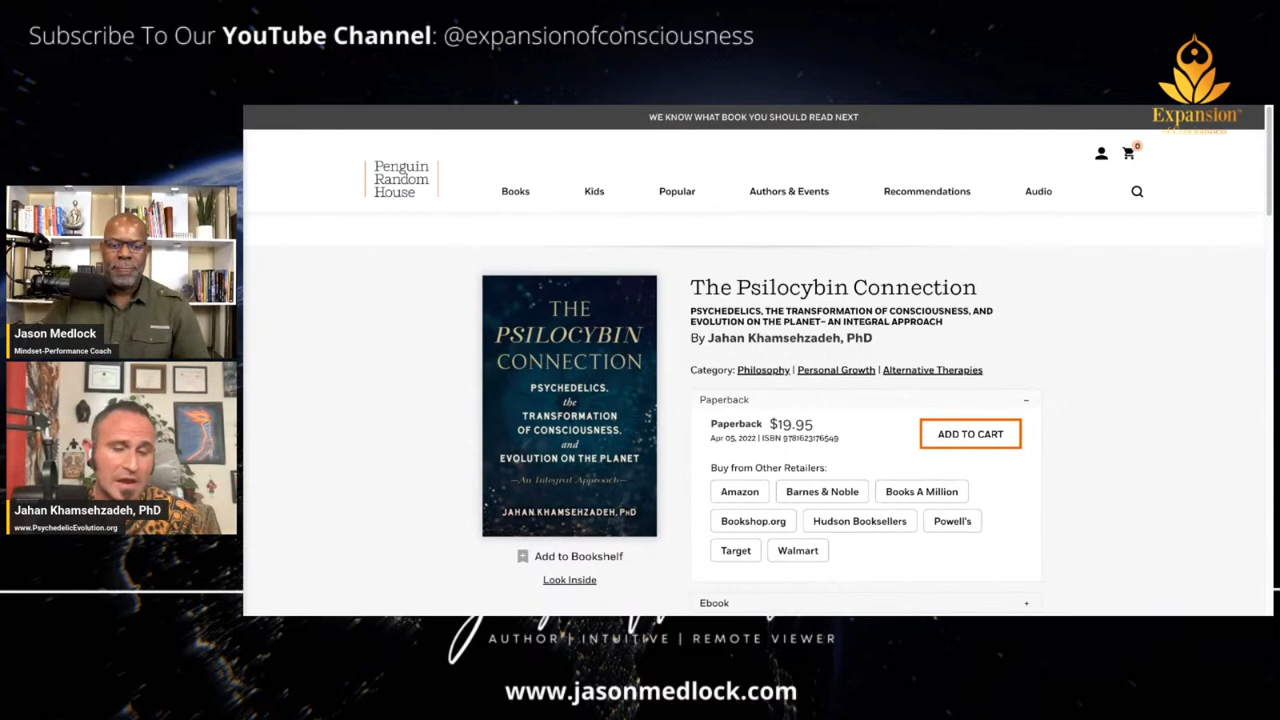 Subscribe To Our YouTube Channel: @expansionofconsciousness
Expansion
WE KNOW WHAT BOOK YOU SHOULD READ NEXT
0
Penguin
Random
House
Books
Kids
Popular
Authors & Events
Recommendations
Audio
THE
PSILOCYBIN
CONNECTION
PSYCHEDELICS,
the
TRANSFORMATION
OF CONSCIOUSNESS,
and
EVOLUTION ON THE PLANET
—An Integral Approach—
JAHAN KHAMSEHZADEH, PHD
Add to Bookshelf
Look Inside
The Psilocybin Connection
PSYCHEDELICS, THE TRANSFORMATION OF CONSCIOUSNESS, AND
EVOLUTION ON THE PLANET– AN INTEGRAL APPROACH
By Jahan Khamsehzadeh, PhD
Category: Philosophy | Personal Growth | Alternative Therapies
Paperback –
Paperback $19.95
Apr 05, 2022 | ISBN 9781623176549
ADD TO CART
Buy from Other Retailers:
Amazon
Barnes & Noble
Books A Million
Bookshop.org
Hudson Booksellers
Powell's
Target
Walmart
Ebook +
Jason Medlock
Mindset-Performance Coach
Jahan Khamsehzadeh, PhD
www.PsychedelicEvolution.org
AUTHOR | INTUITIVE | REMOTE VIEWER
www.jasonmedlock.com